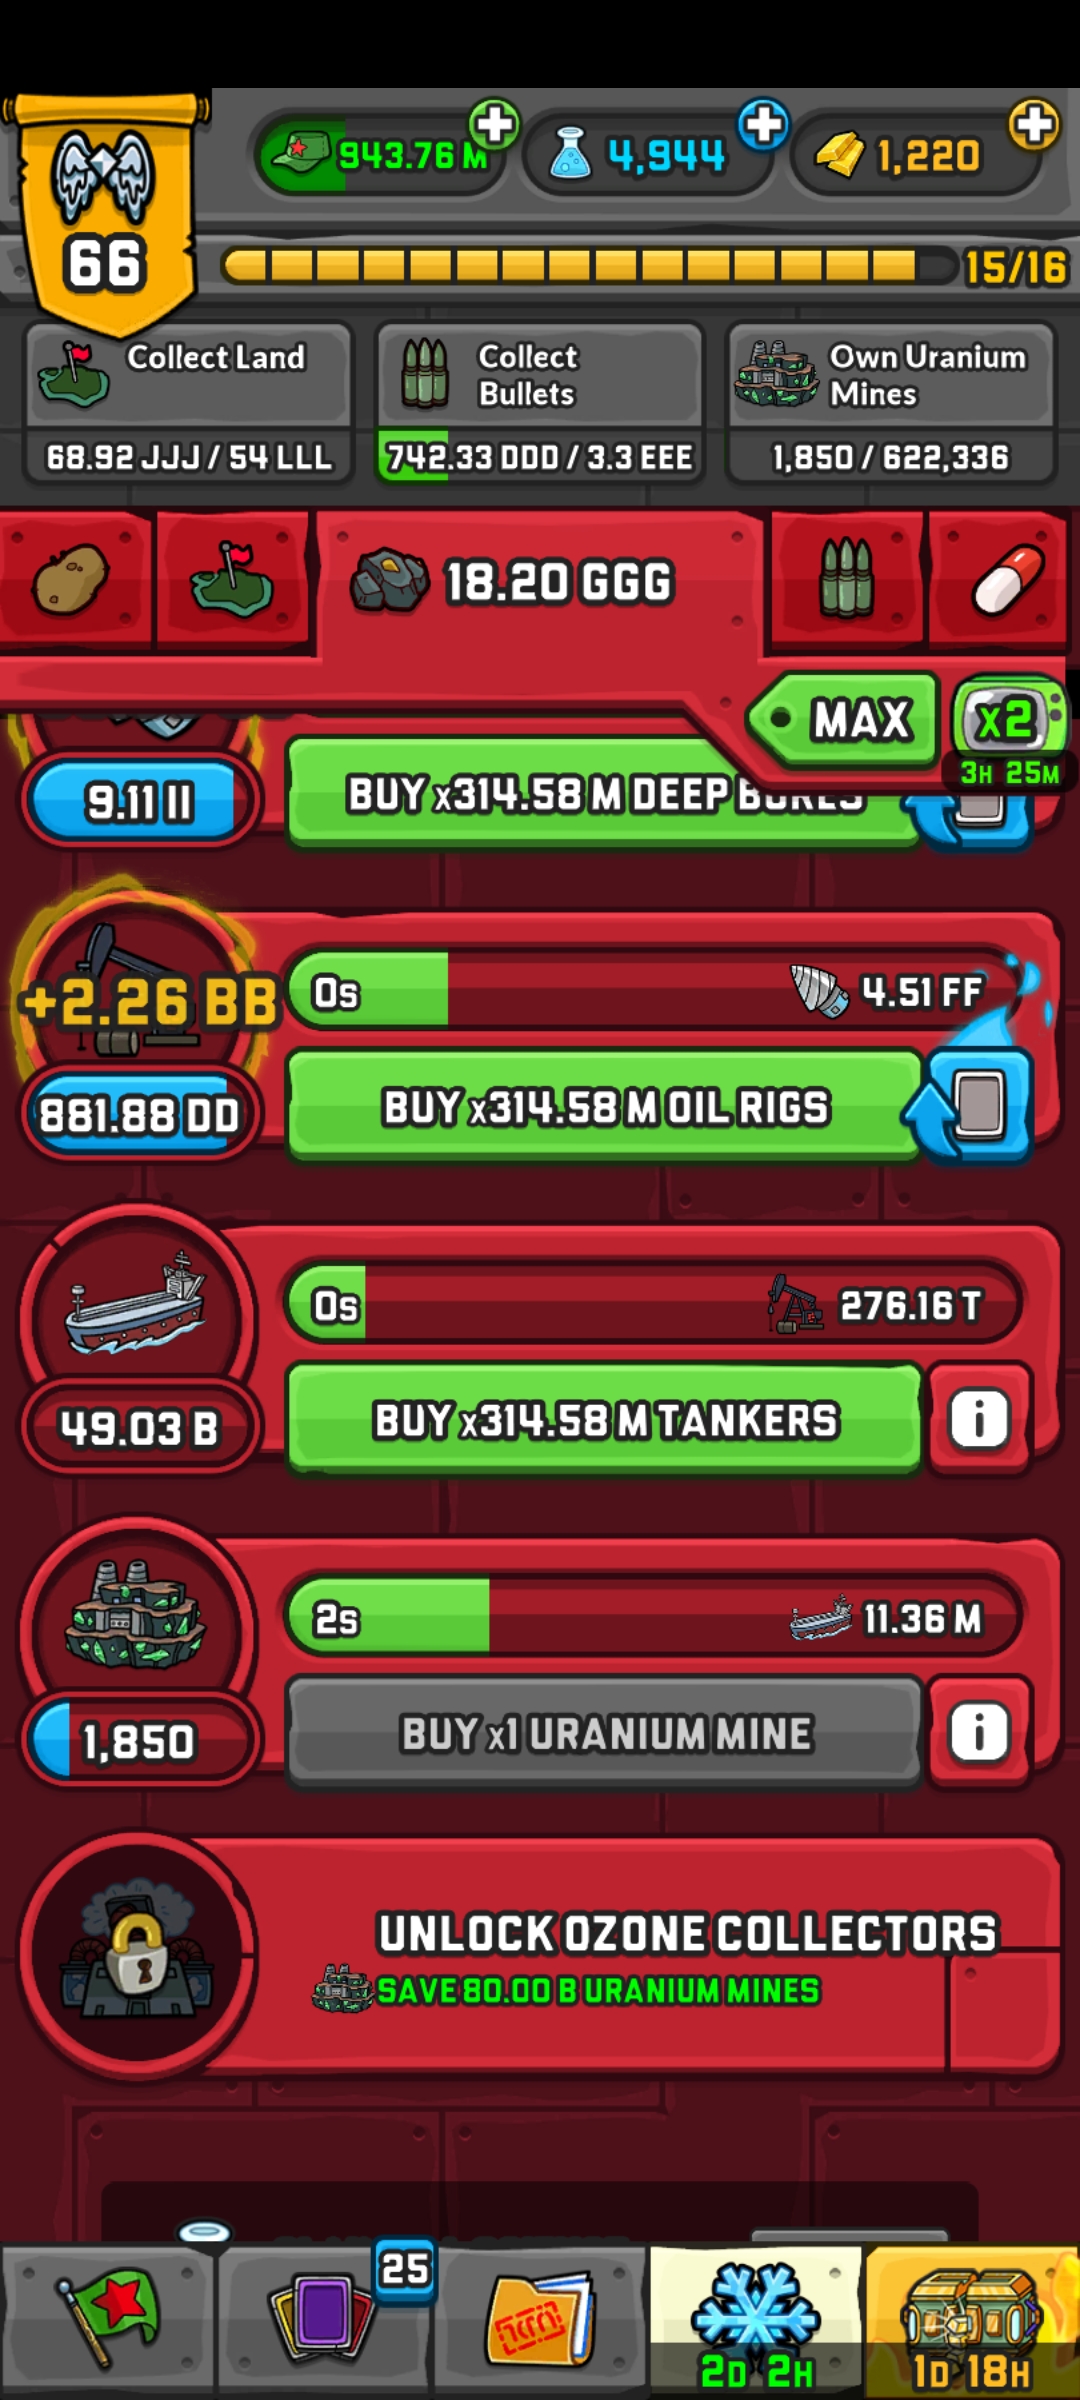 943.76 M
4,944
1,220
66
15/16
Collect Land
68.92 JJJ / 54 LLL
Collect
Bullets
742.33 DDD / 3.3 EEE
Own Uranium
Mines
1,850 / 622,336
18.20 GGG
MAX
x2
3H 25M
9.11 II
BUY x314.58 M DEEP BORES
+2.26 BB
0s
4.51 FF
881.88 DD
BUY x314.58 M OIL RIGS
0s
276.16 T
49.03 B
BUY x314.58 M TANKERS
i
2s
11.36 M
1,850
BUY x1 URANIUM MINE
i
UNLOCK OZONE COLLECTORS
SAVE 80.00 B URANIUM MINES
25
2D 2H
1D 18H